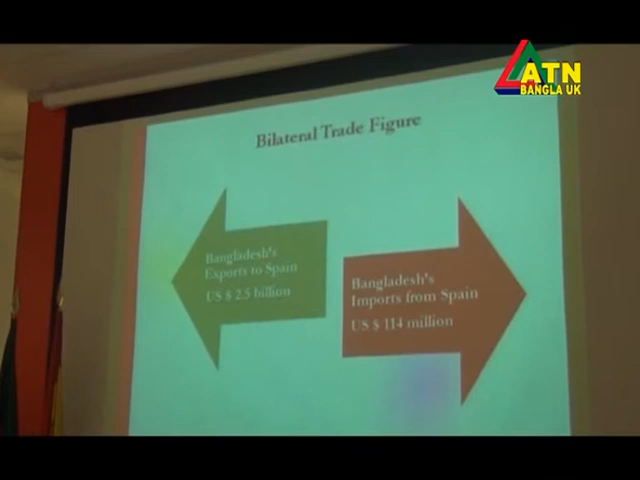 ATN
BANGLA UK
Bilateral Trade Figure
Bangladesh's
Exports to Spain
US $ 2.5 billion
Bangladesh's
Imports from Spain
US $ 114 million